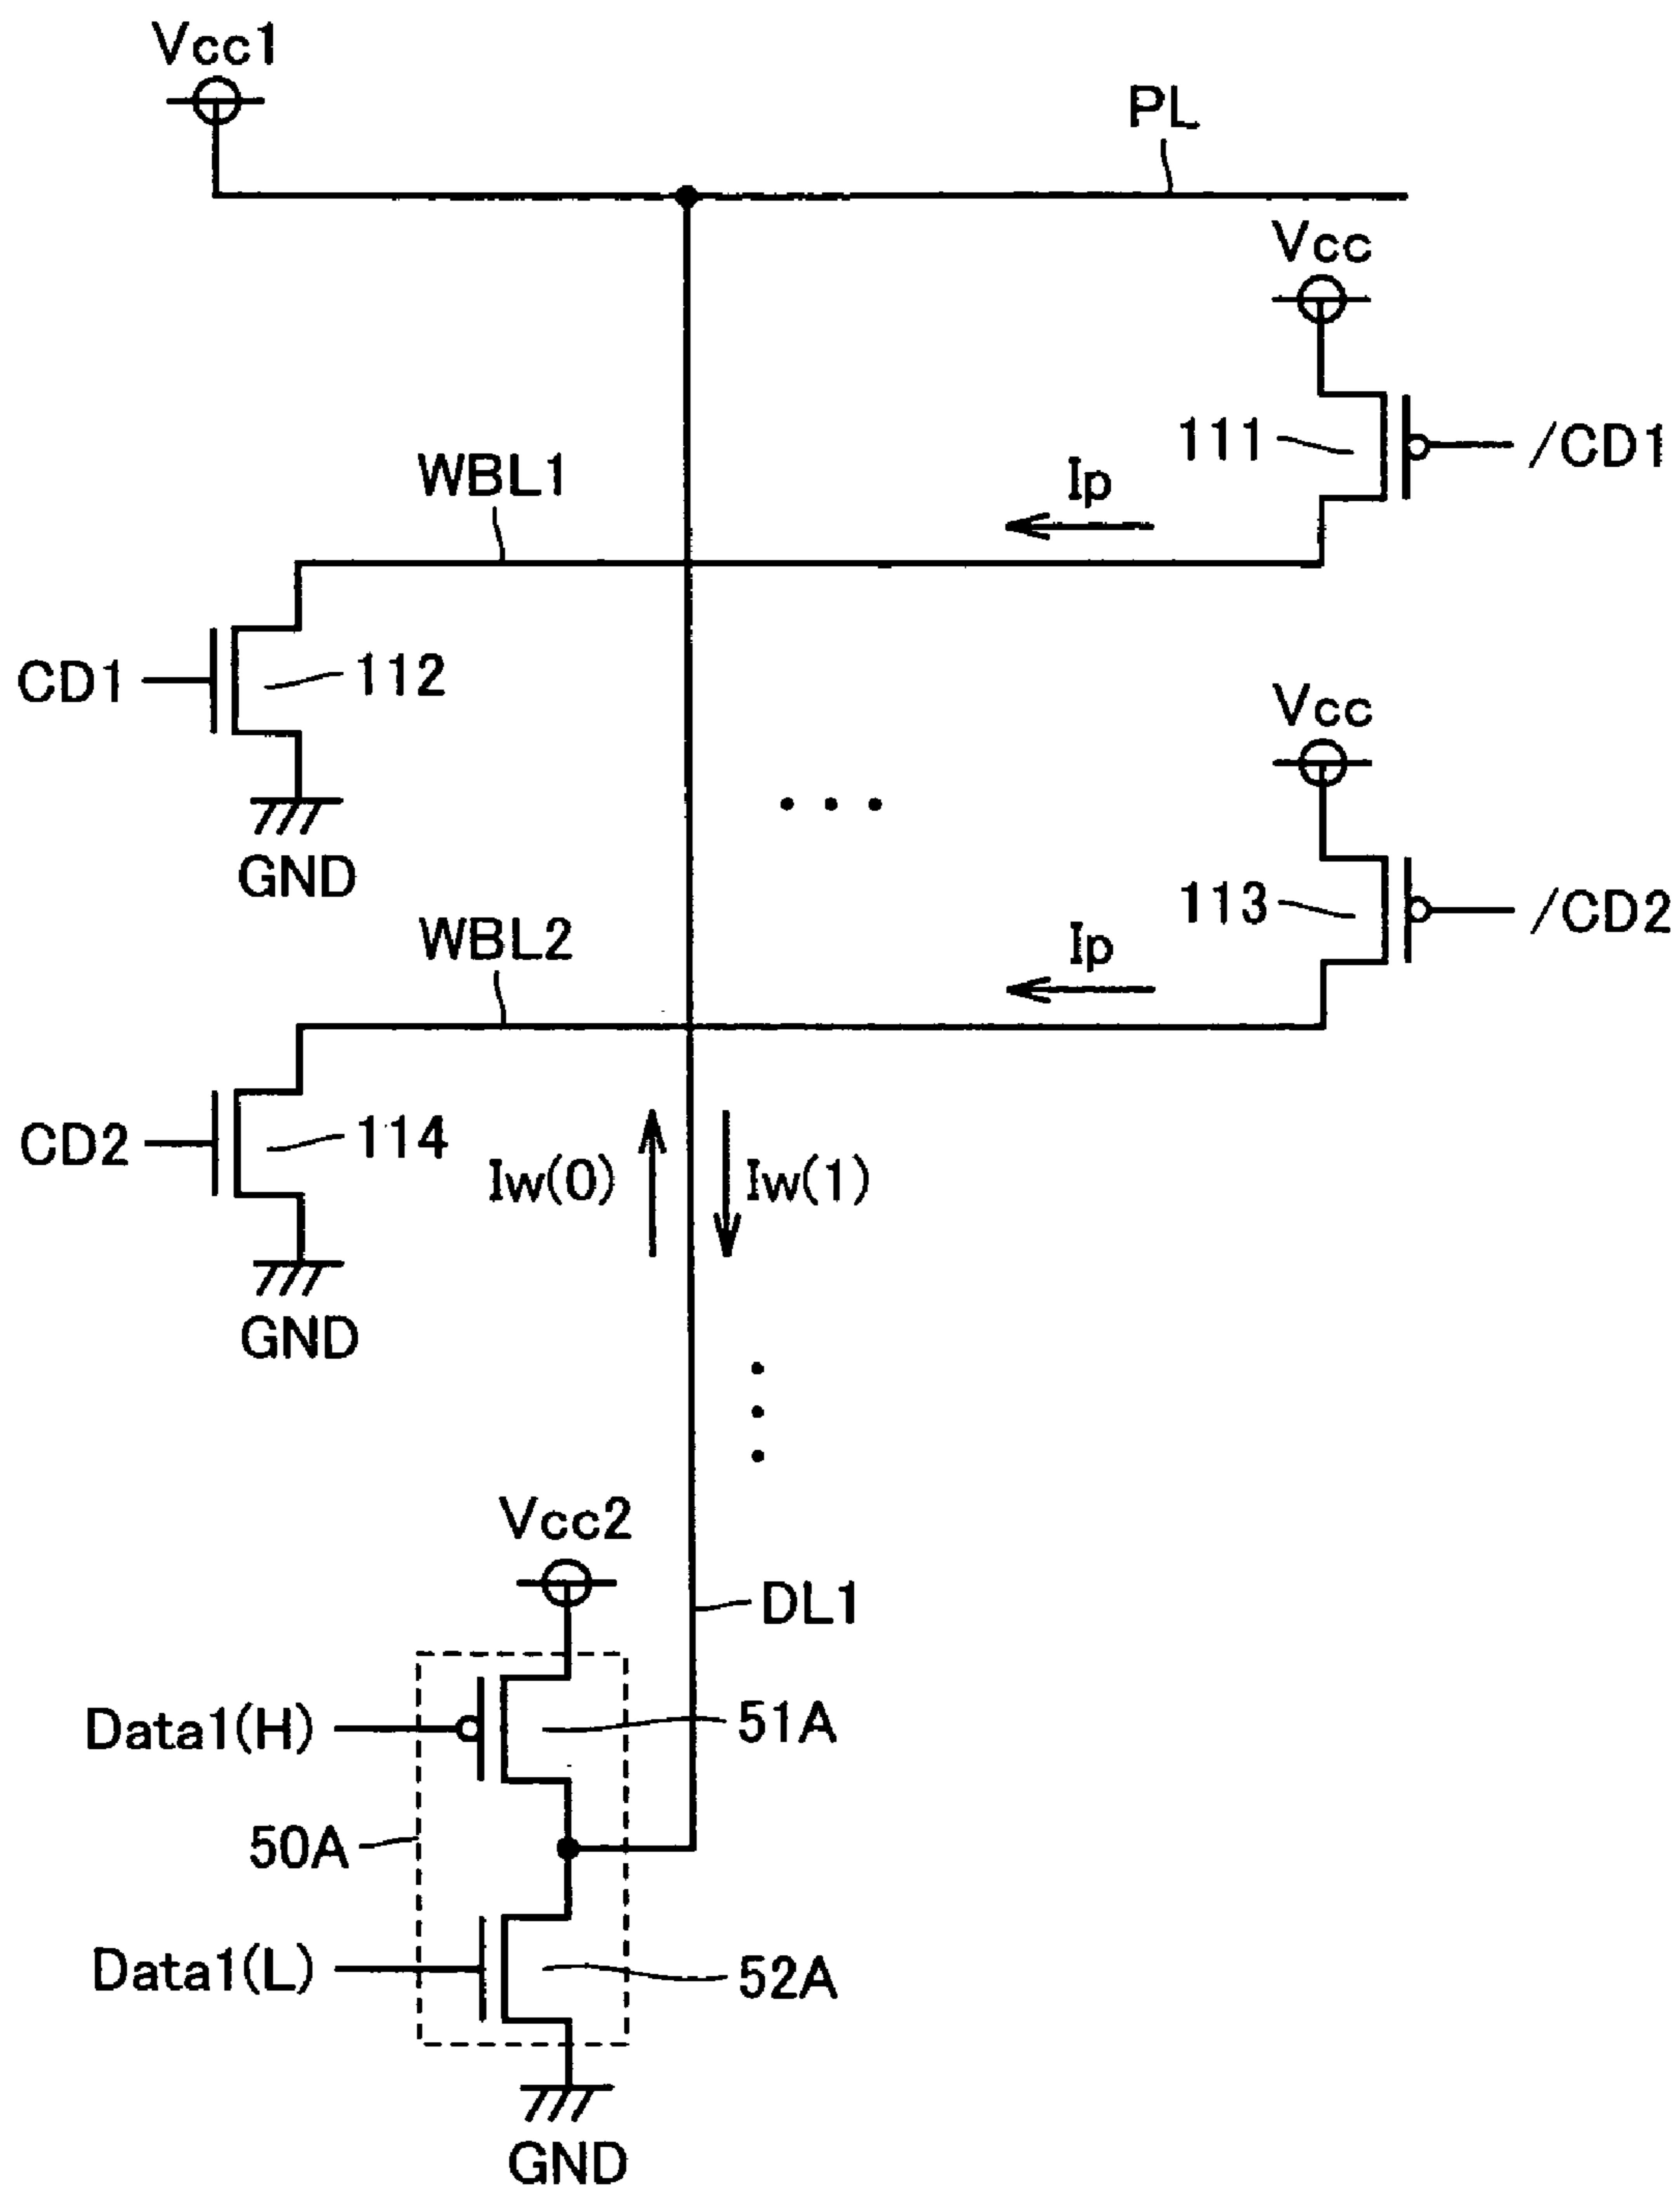 Vcc1
PL
Vcc
111
/CD1
WBL1
Ip
CD1
112
Vcc
GND
113
/CD2
WBL2
Ip
CD2
114
Iw(0)
Iw(1)
GND
Vcc2
DL1
Data1(H)
51A
50A
Data1(L)
52A
GND